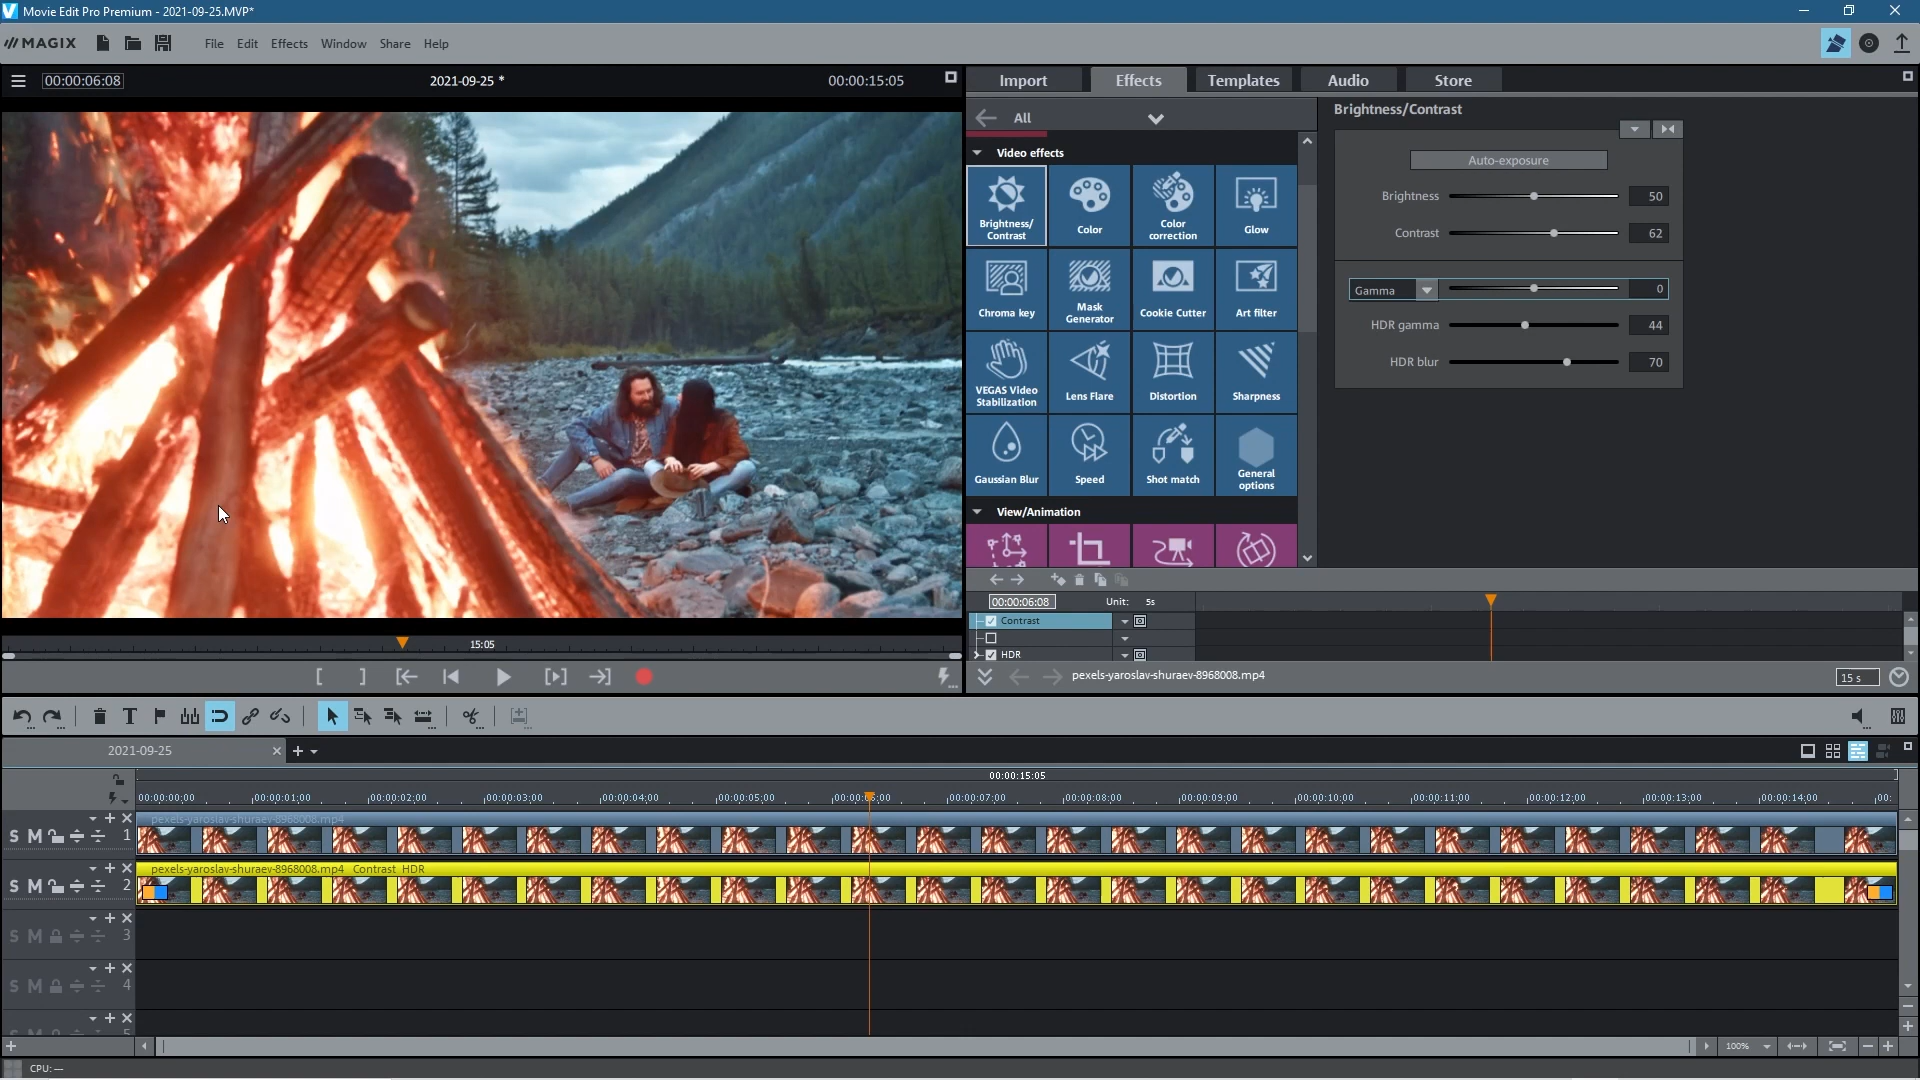 Movie Edit Pro Premium - 2021-09-25.MVP*
MAGIX File Edit Effects Window Share Help
00:00:06:08 2021-09-25 * 00:00:15:05
Import Effects Templates Audio Store
All
Brightness/Contrast
Video effects
Auto-exposure
Brightness 50
Contrast 62
Gamma 0
HDR gamma 44
HDR blur 70
Brightness/
Contrast
Color
Color
correction
Glow
Chroma key
Mask
Generator
Cookie Cutter
Art filter
VEGAS Video
Stabilization
Lens Flare
Distortion
Sharpness
Gaussian Blur
Speed
Shot match
General
options
View/Animation
00:00:06:08 Unit: 5s
Contrast
HDR
15:05
pexels-yaroslav-shuraev-8968008.mp4
15 s
2021-09-25
00:00:15:05
00:00:00;00 00:00:01;00 00:00:02;00 00:00:03;00 00:00:04;00 00:00:05;00 00:00:07;00 00:00:08;00 00:00:09;00 00:00:10;00 00:00:11;00 00:00:12;00 00:00:13;00 00:00:14;00 00:
pexels-yaroslav-shuraev-8968008.mp4
S M 1
pexels-yaroslav-shuraev-8968008.mp4 Contrast HDR
S M 2
S M 3
S M 4
S M 5
100%
CPU: —